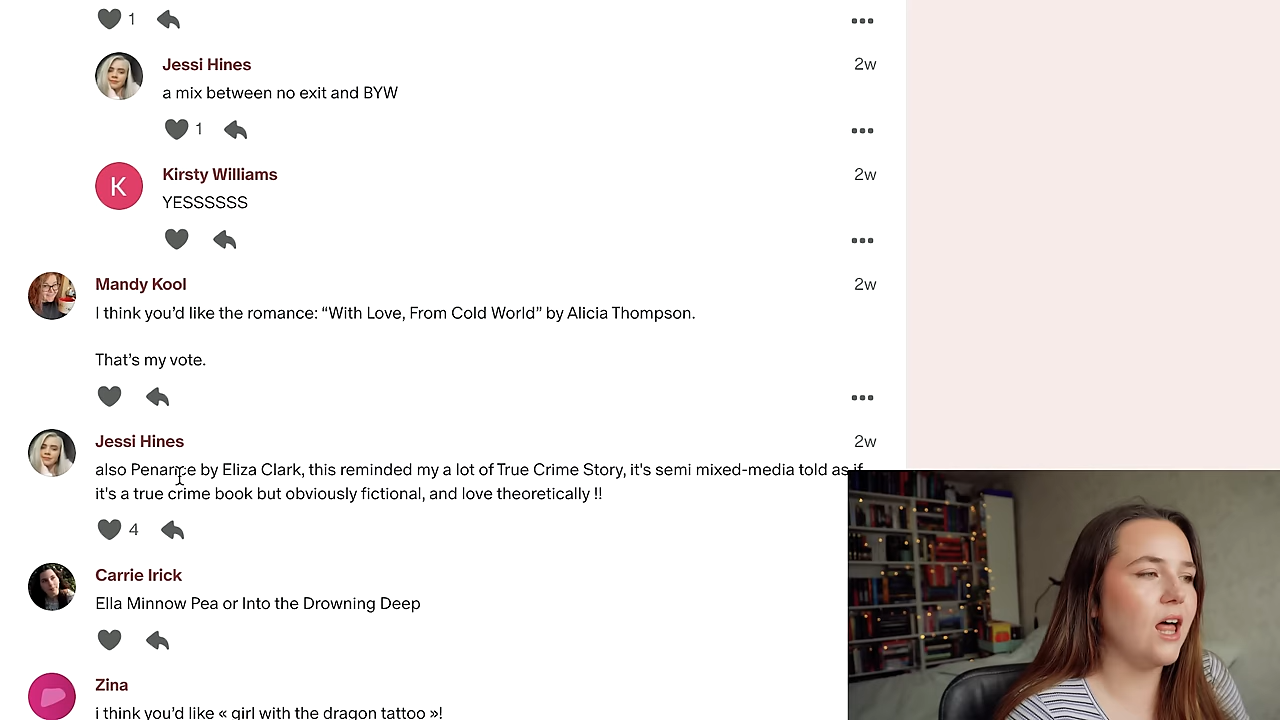 1
Jessi Hines 2w
a mix between no exit and BYW
1
K
Kirsty Williams 2w
YESSSSSS
Mandy Kool 2w
I think you’d like the romance: “With Love, From Cold World” by Alicia Thompson.
That’s my vote.
Jessi Hines 2w
also Penance by Eliza Clark, this reminded my a lot of True Crime Story, it's semi mixed-media told as if
it's a true crime book but obviously fictional, and love theoretically !!
4
Carrie Irick
Ella Minnow Pea or Into the Drowning Deep
Zina
i think you’d like « girl with the dragon tattoo »!